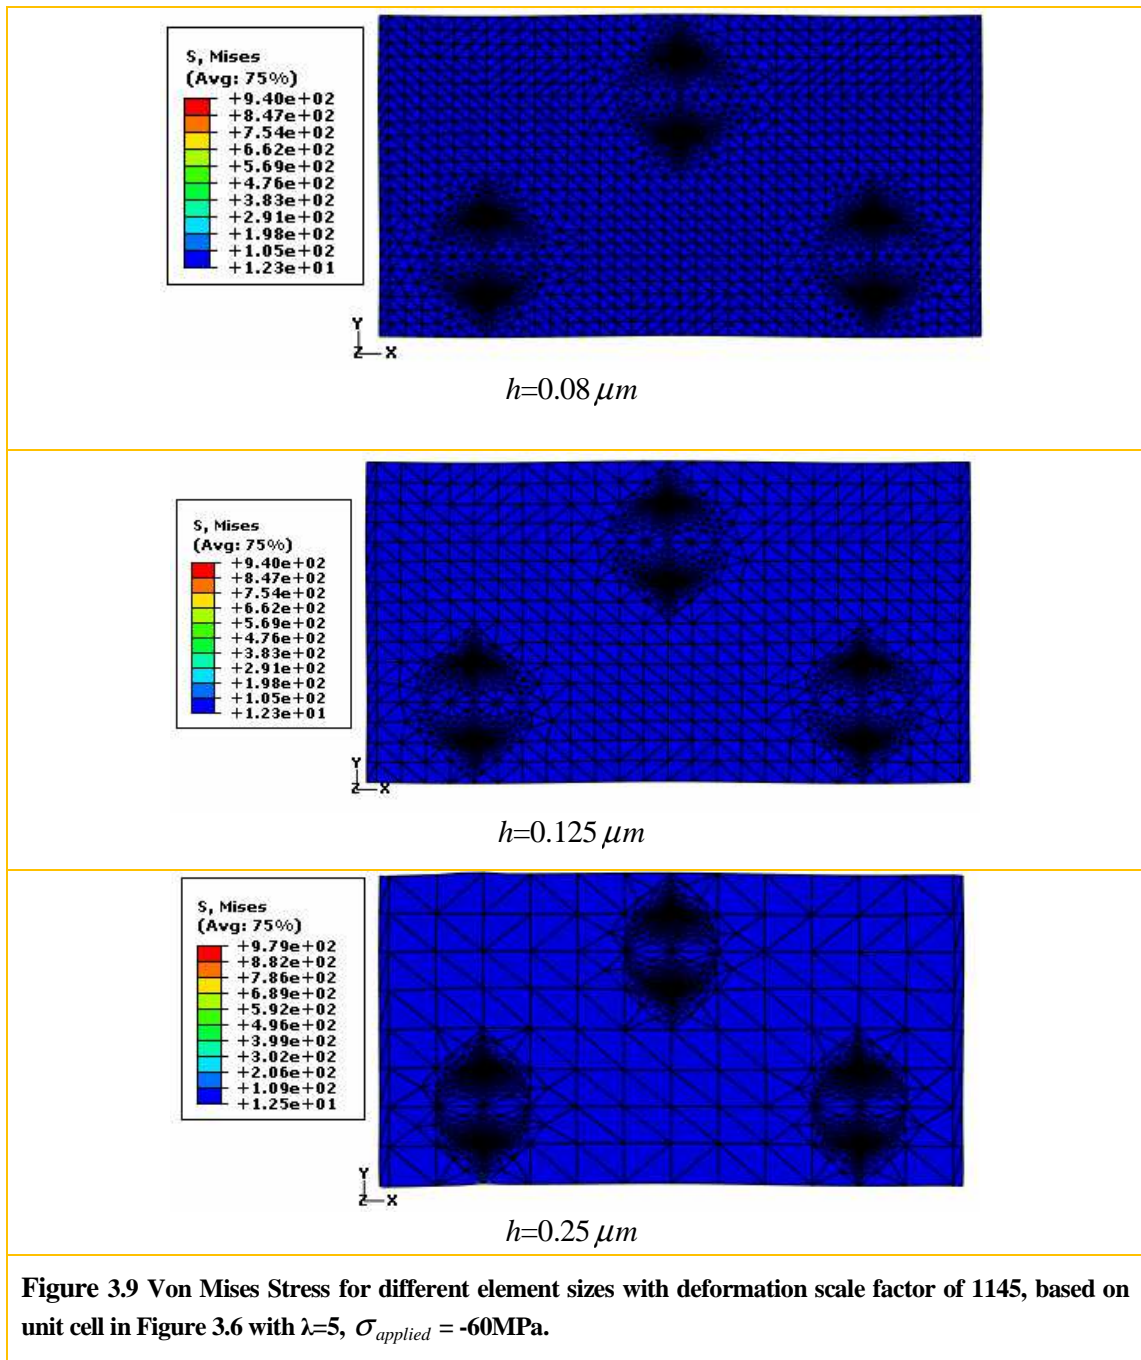 S, Mises
(Avg: 75%)
+9.40e+02
+8.47e+02
+7.54e+02
+6.62e+02
+5.69e+02
+4.76e+02
+3.83e+02
+2.91e+02
+1.98e+02
+1.05e+02
+1.23e+01
Y
Z X
h=0.08 μm
S, Mises
(Avg: 75%)
+9.40e+02
+8.47e+02
+7.54e+02
+6.62e+02
+5.69e+02
+4.76e+02
+3.83e+02
+2.91e+02
+1.98e+02
+1.05e+02
+1.23e+01
Y
Z X
h=0.125 μm
S, Mises
(Avg: 75%)
+9.79e+02
+8.82e+02
+7.86e+02
+6.89e+02
+5.92e+02
+4.96e+02
+3.99e+02
+3.02e+02
+2.06e+02
+1.09e+02
+1.25e+01
Y
Z X
h=0.25 μm
Figure 3.9 Von Mises Stress for different element sizes with deformation scale factor of 1145, based on
unit cell in Figure 3.6 with λ=5, σapplied = -60MPa.